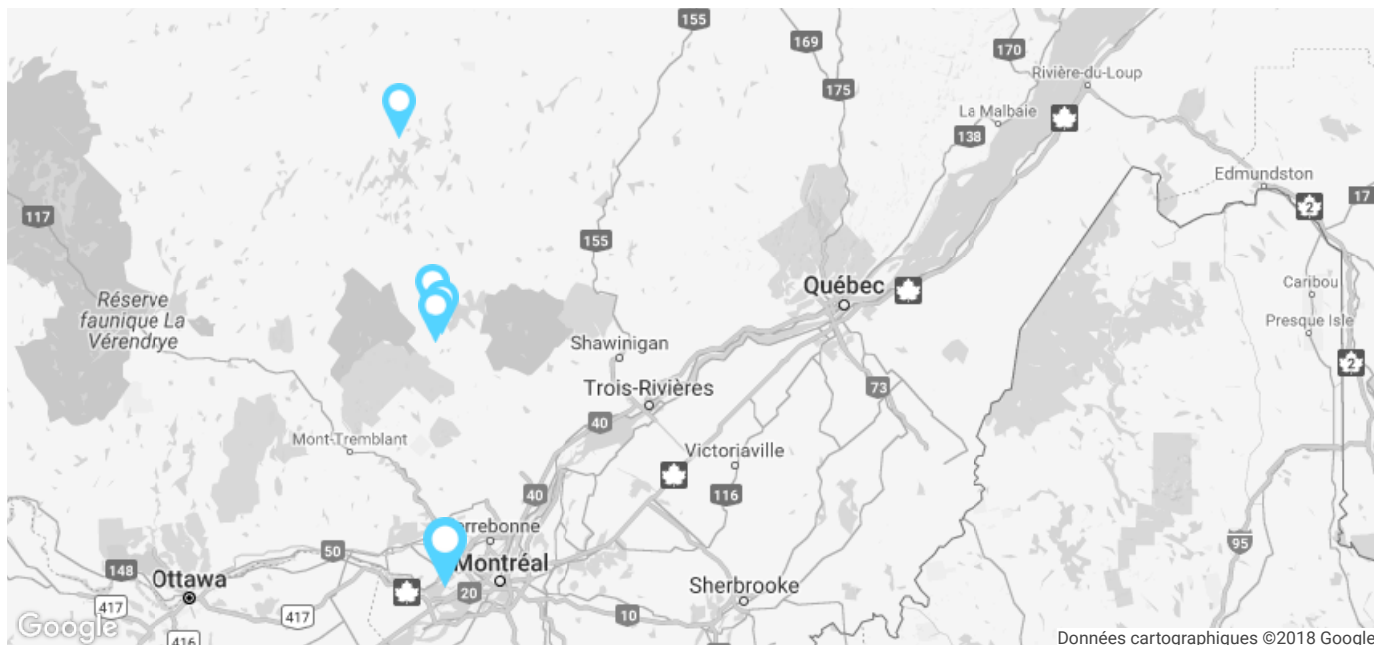 155
169
170
Rivière-du-Loup
175
La Malbaie
138
Edmundston
17
2
117
155
Réserve
faunique La
Vérendrye
Québec
Caribou
Presque Isle
Shawinigan
2
Trois-Rivières
73
40
Mont-Tremblant
Victoriaville
40
116
rrebonne
50
95
148
Ottawa
Montréal
20
Sherbrooke
417
417
10
416
Google
Données cartographiques ©2018 Google